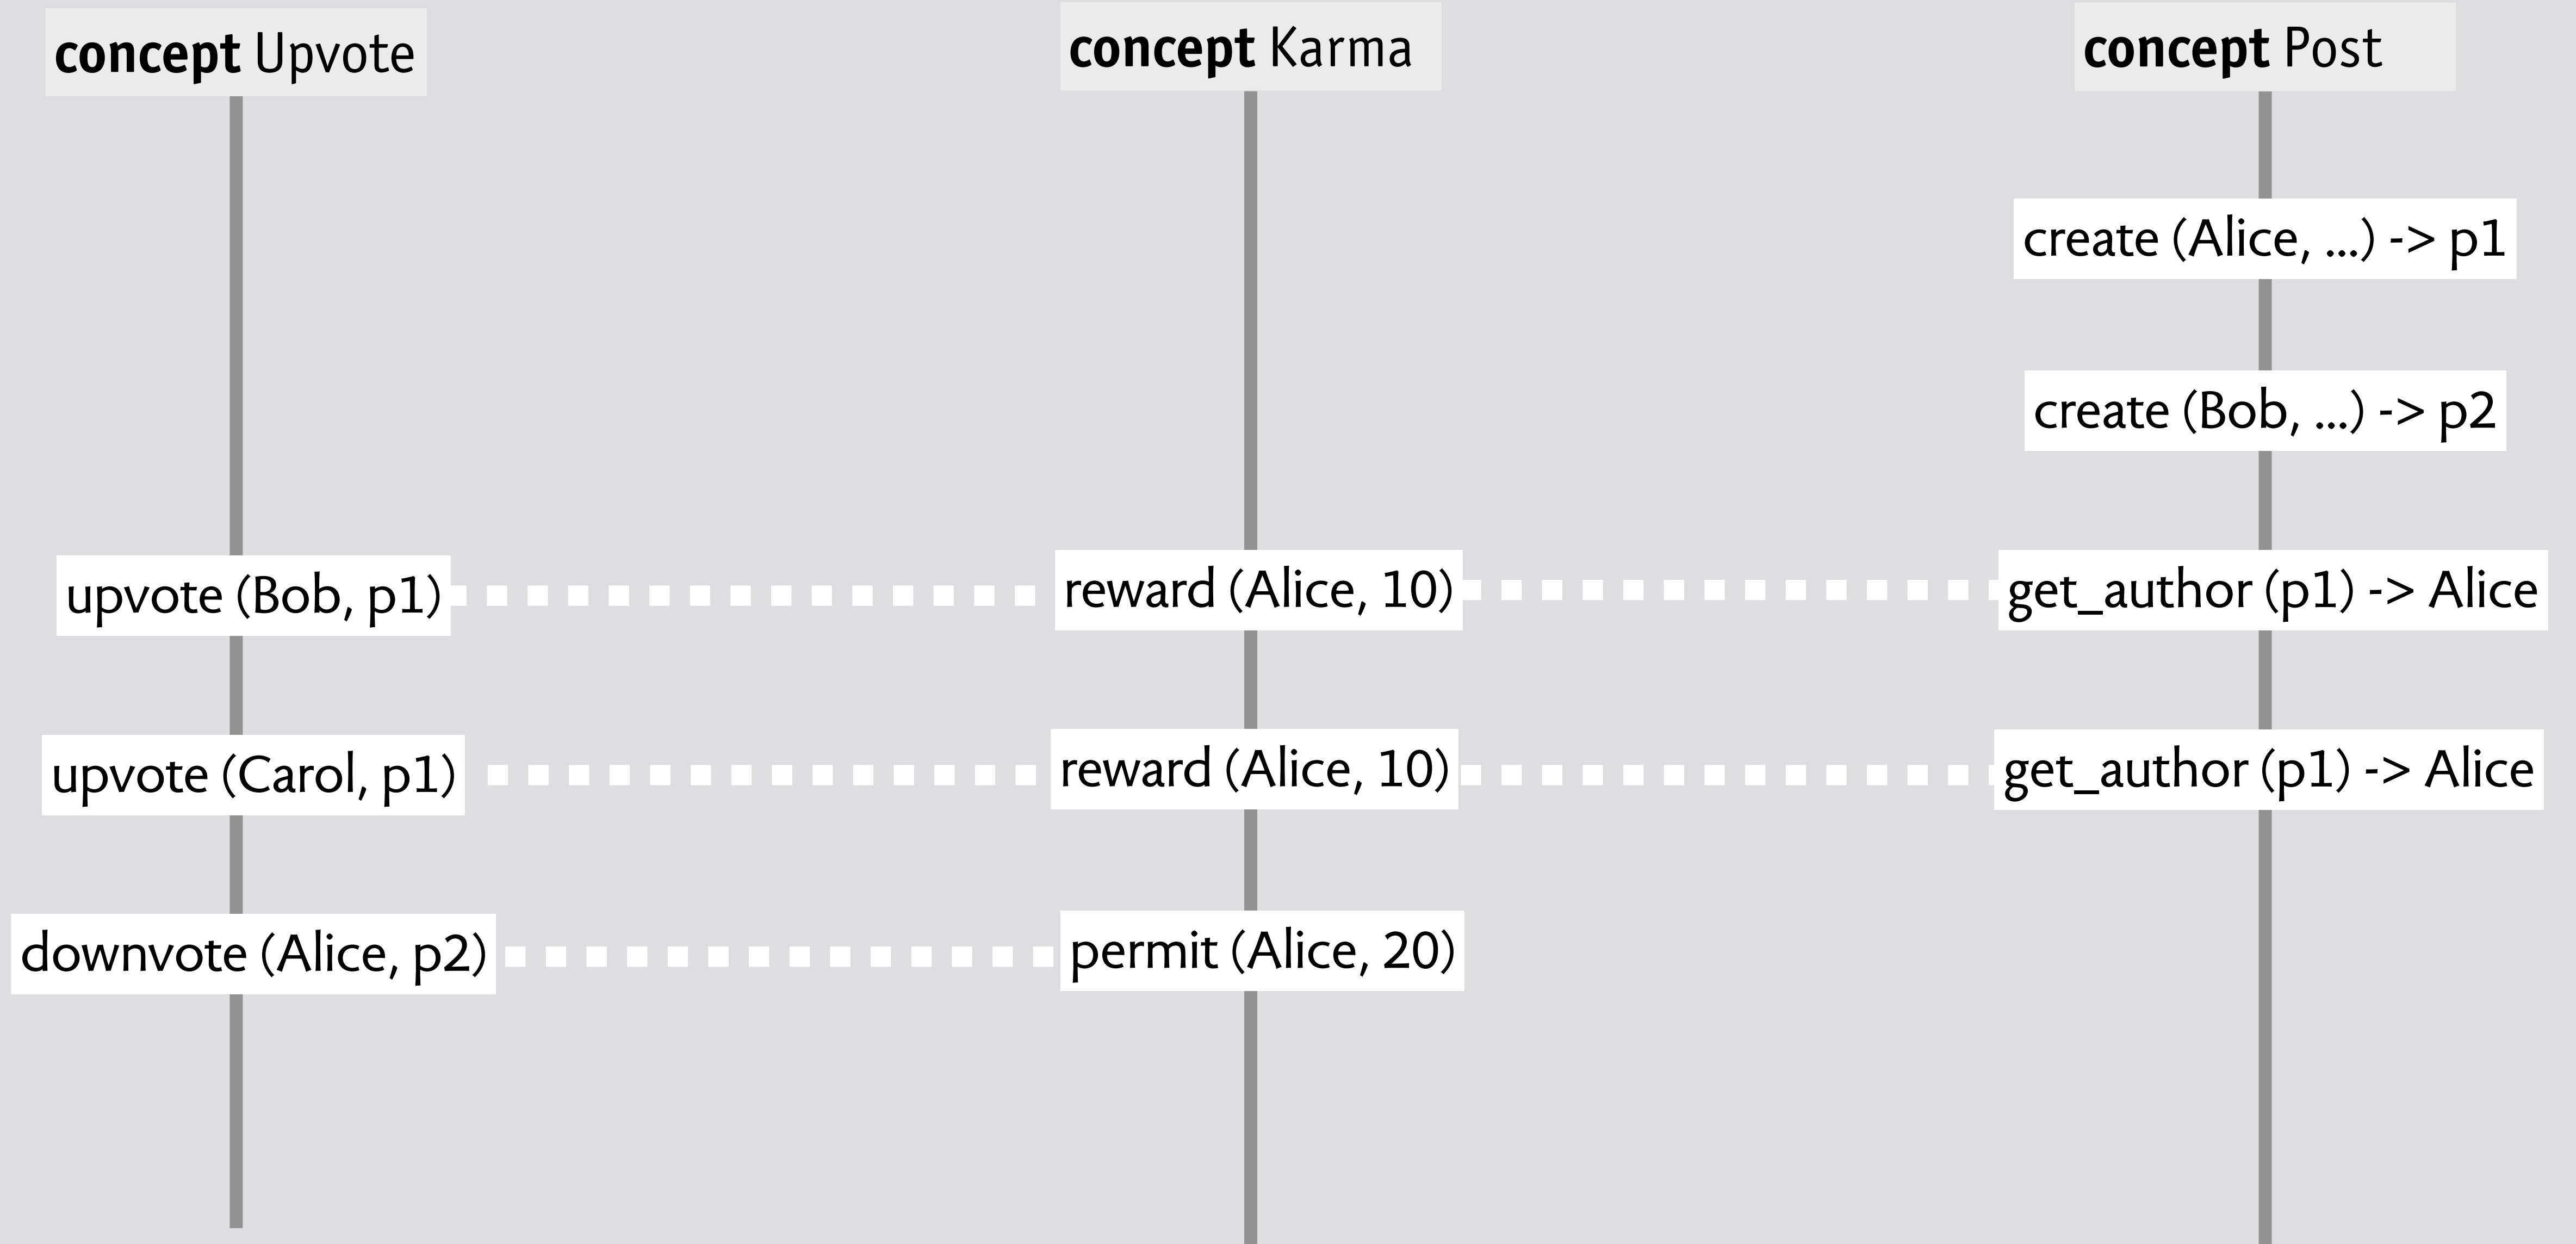 concept Upvote
concept Karma
concept Post
create (Alice, ...) -> p1
create (Bob, ...) -> p2
upvote (Bob, p1)
reward (Alice, 10)
get_author (p1) -> Alice
upvote (Carol, p1)
reward (Alice, 10)
get_author (p1) -> Alice
downvote (Alice, p2)
permit (Alice, 20)